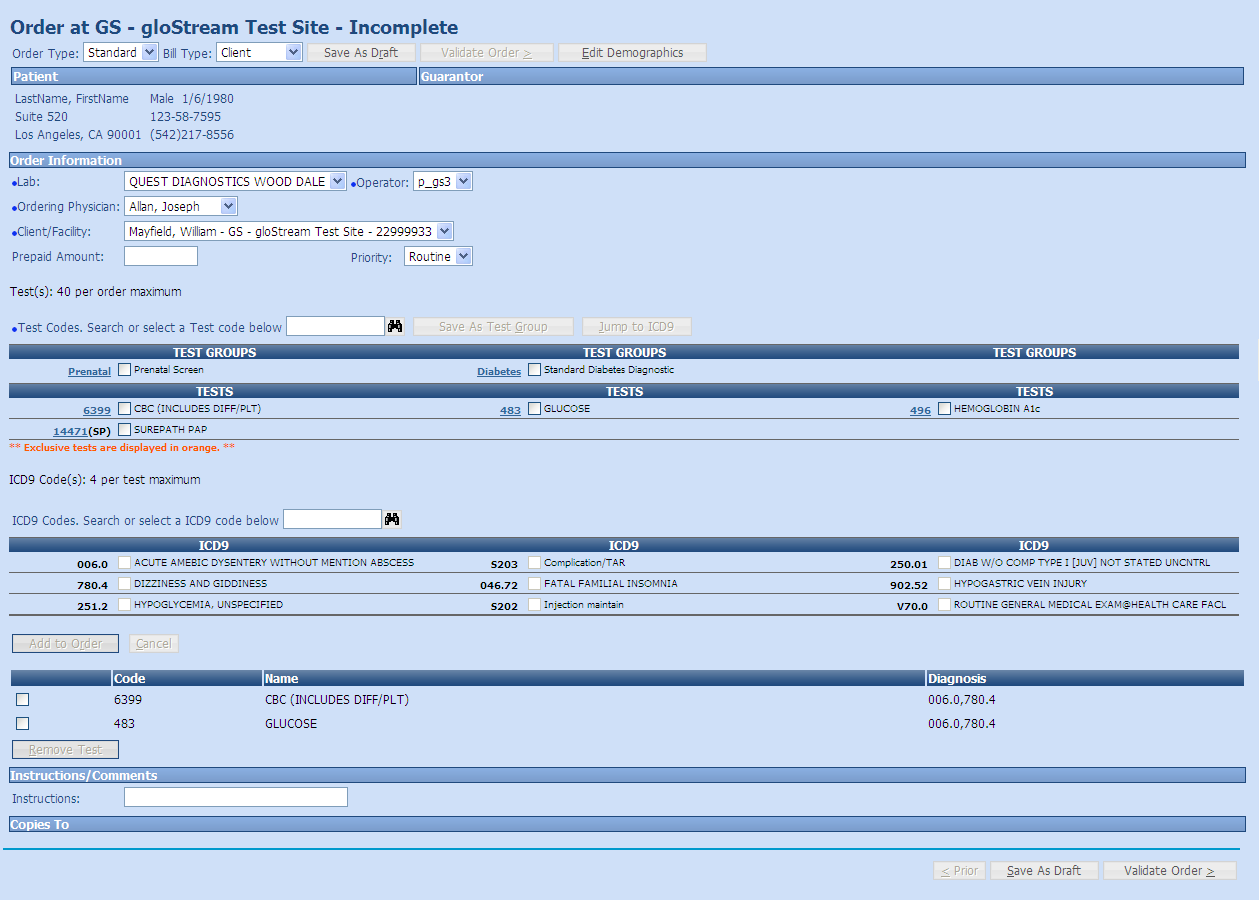 Order at GS - gloStream Test Site - Incomplete
Order Type: Standard Bill Type: Client Save As Draft Validate Order > Edit Demographics
Patient Guarantor
LastName, FirstName Male 1/6/1980
Suite 520 123-58-7595
Los Angeles, CA 90001 (542)217-8556
Order Information
Lab: QUEST DIAGNOSTICS WOOD DALE Operator: p_gs3
Ordering Physician: Allan, Joseph
Client/Facility: Mayfield, William - GS - gloStream Test Site - 22999933
Prepaid Amount: Priority: Routine
Test(s): 40 per order maximum
Test Codes. Search or select a Test code below Save As Test Group Jump to ICD9
TEST GROUPS TEST GROUPS TEST GROUPS
Prenatal Prenatal Screen Diabetes Standard Diabetes Diagnostic
TESTS TESTS TESTS
6399 CBC (INCLUDES DIFF/PLT) 483 GLUCOSE 496 HEMOGLOBIN A1c
14471(SP) SUREPATH PAP
** Exclusive tests are displayed in orange. **
ICD9 Code(s): 4 per test maximum
ICD9 Codes. Search or select a ICD9 code below
ICD9 ICD9 ICD9
006.0 ACUTE AMEBIC DYSENTERY WITHOUT MENTION ABSCESS S203 Complication/TAR 250.01 DIAB W/O COMP TYPE I [JUV] NOT STATED UNCNTRL
780.4 DIZZINESS AND GIDDINESS 046.72 FATAL FAMILIAL INSOMNIA 902.52 HYPOGASTRIC VEIN INJURY
251.2 HYPOGLYCEMIA, UNSPECIFIED S202 Injection maintain V70.0 ROUTINE GENERAL MEDICAL EXAM@HEALTH CARE FACL
Add to Order Cancel
Code Name Diagnosis
6399 CBC (INCLUDES DIFF/PLT) 006.0,780.4
483 GLUCOSE 006.0,780.4
Remove Test
Instructions/Comments
Instructions:
Copies To
< Prior Save As Draft Validate Order >